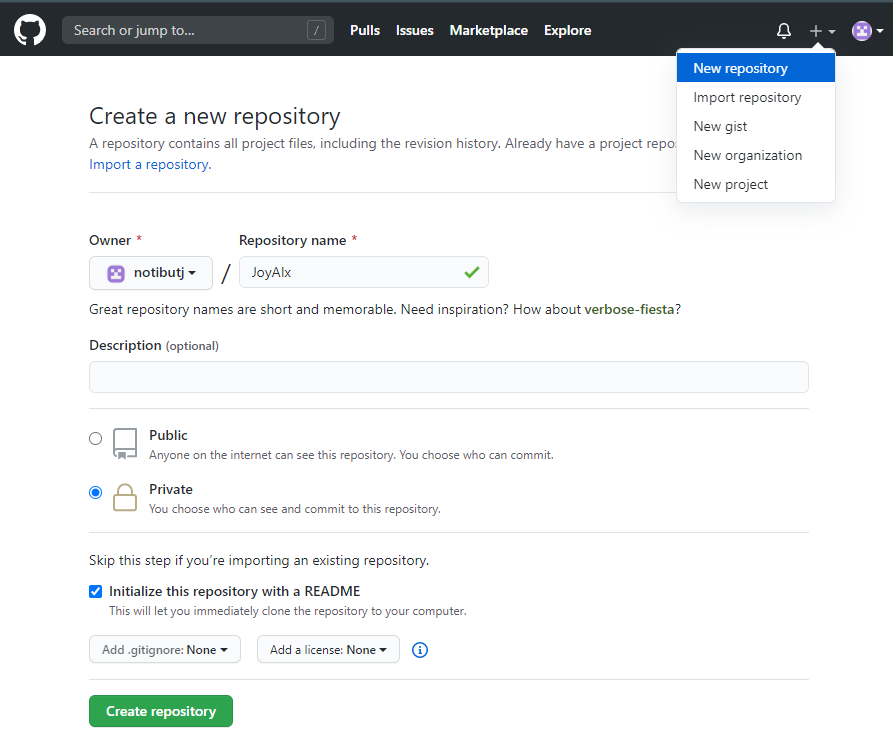 Search or jump to...
/
Pulls
Issues
Marketplace
Explore
New repository
Import repository
New gist
New organization
New project
Create a new repository
A repository contains all project files, including the revision history. Already have a project repo
Import a repository.
Owner *
Repository name *
notibutj
/
JoyAIx
Great repository names are short and memorable. Need inspiration? How about verbose-fiesta?
Description (optional)
Public
Anyone on the internet can see this repository. You choose who can commit.
Private
You choose who can see and commit to this repository.
Skip this step if you’re importing an existing repository.
Initialize this repository with a README
This will let you immediately clone the repository to your computer.
Add .gitignore: None
Add a license: None
Create repository